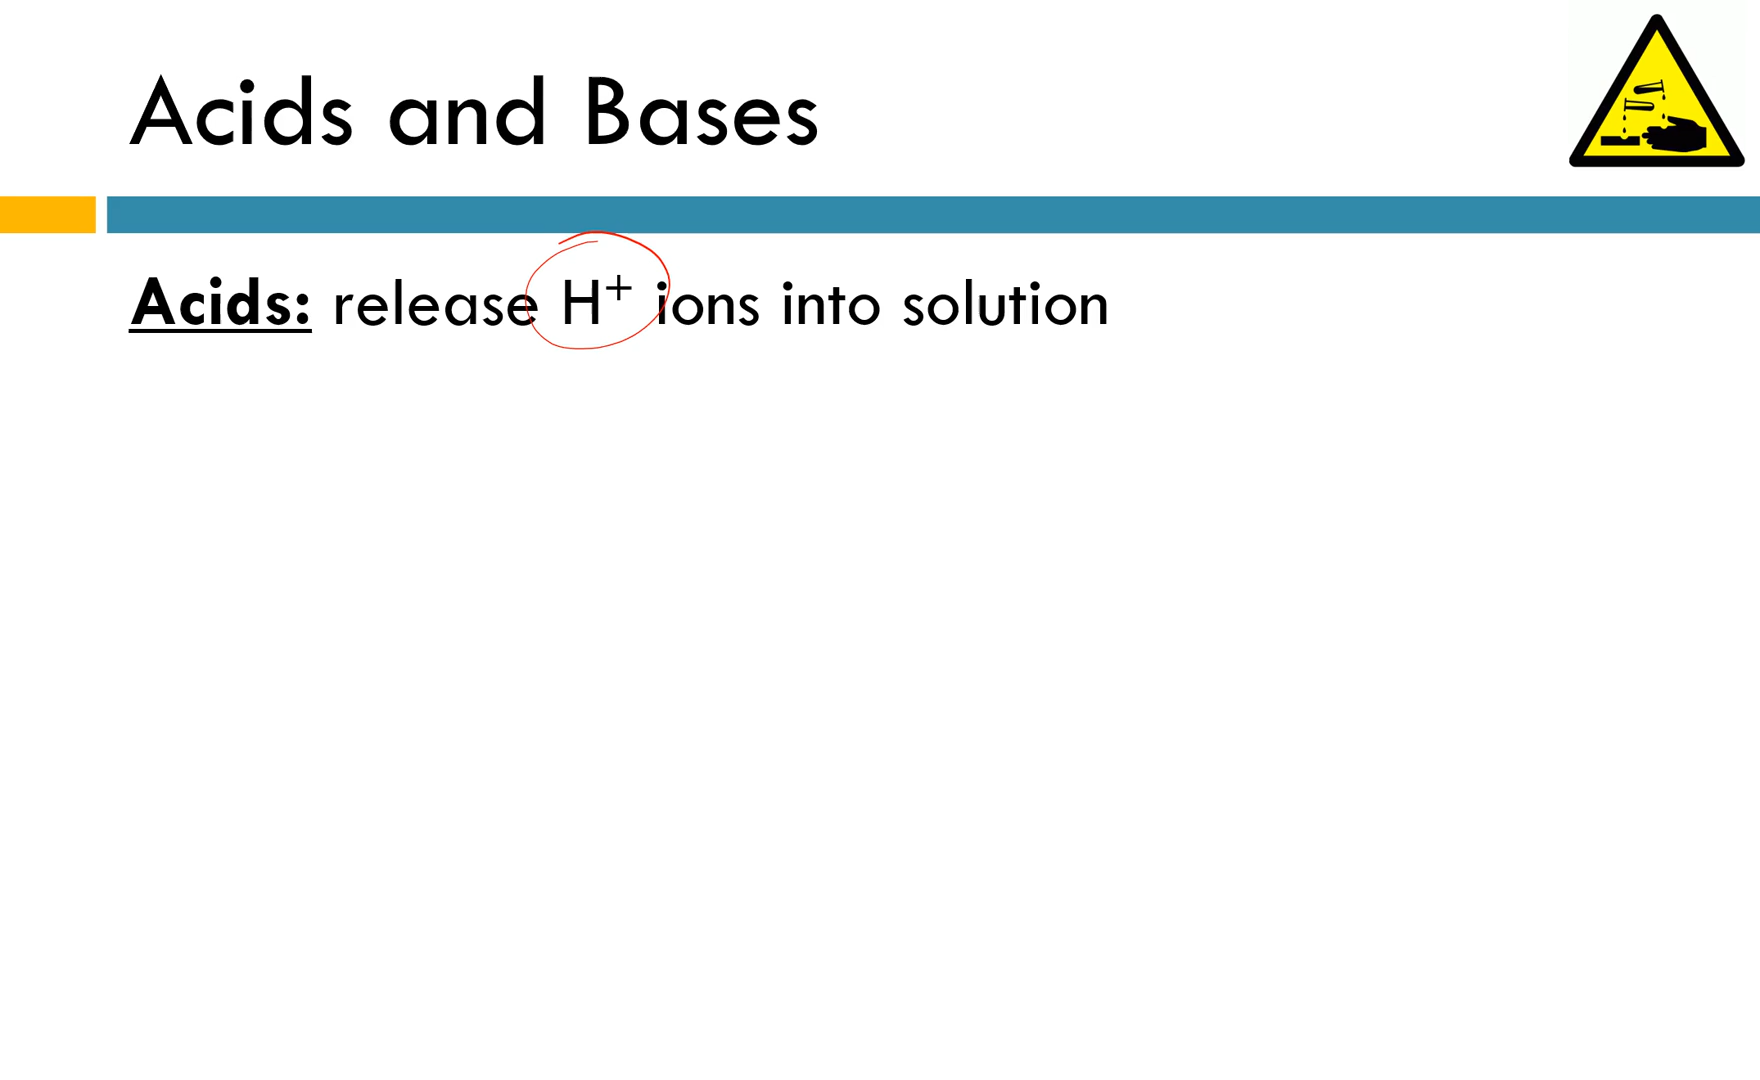 Acids and Bases
Acids: release H⁺ ions into solution